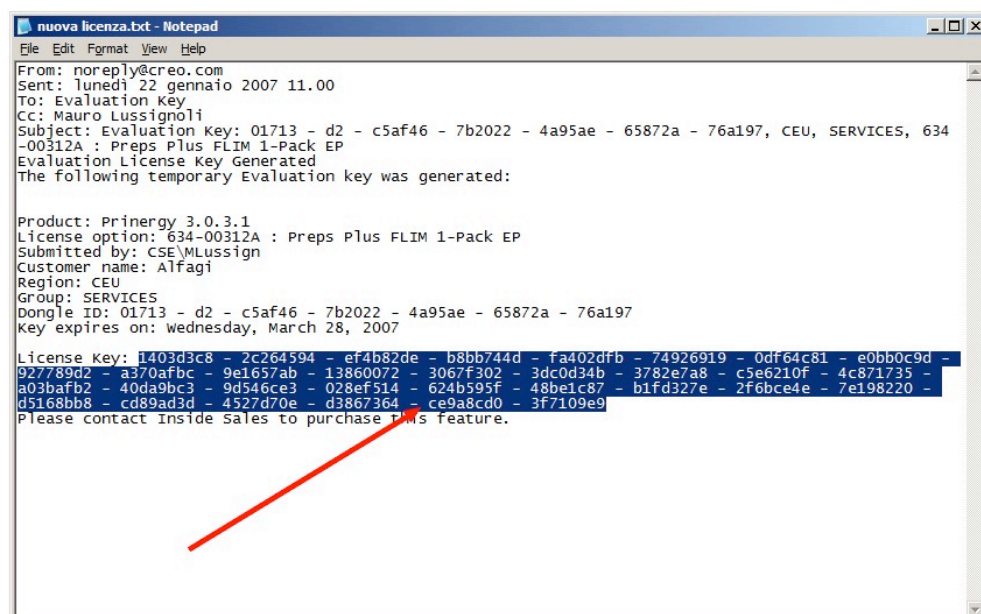 nuova licenza.txt - Notepad
File Edit Format View Help
From: noreply@creo.com
Sent: lunedì 22 gennaio 2007 11.00
To: Evaluation Key
Cc: Mauro Lussignoli
Subject: Evaluation Key: 01713 - d2 - c5af46 - 7b2022 - 4a95ae - 65872a - 76a197, CEU, SERVICES, 634
-00312A : Preps Plus FLIM 1-Pack EP
Evaluation License Key Generated
The following temporary Evaluation key was generated:
Product: Prinergy 3.0.3.1
License option: 634-00312A : Preps Plus FLIM 1-Pack EP
Submitted by: CSE\MLussign
Customer name: Alfagi
Region: CEU
Group: SERVICES
Dongle ID: 01713 - d2 - c5af46 - 7b2022 - 4a95ae - 65872a - 76a197
Key expires on: Wednesday, March 28, 2007
License Key: 1403d3c8 - 2c264594 - ef4b82de - b8bb744d - fa402dfb - 74926919 - 0df64c81 - e0bb0c9d -
927789d2 - a370afbc - 9e1657ab - 13860072 - 3067f302 - 3dc0d34b - 3782e7a8 - c5e6210f - 4c871735 -
a03bafb2 - 40da9bc3 - 9d546ce3 - 028ef514 - 624b595f - 48be1c87 - b1fd327e - 2f6bce4e - 7e198220 -
d5168bb8 - cd89ad3d - 4527d70e - d3867364 - ce9a8cd0 - 3f7109e9
Please contact Inside Sales to purchase this feature.